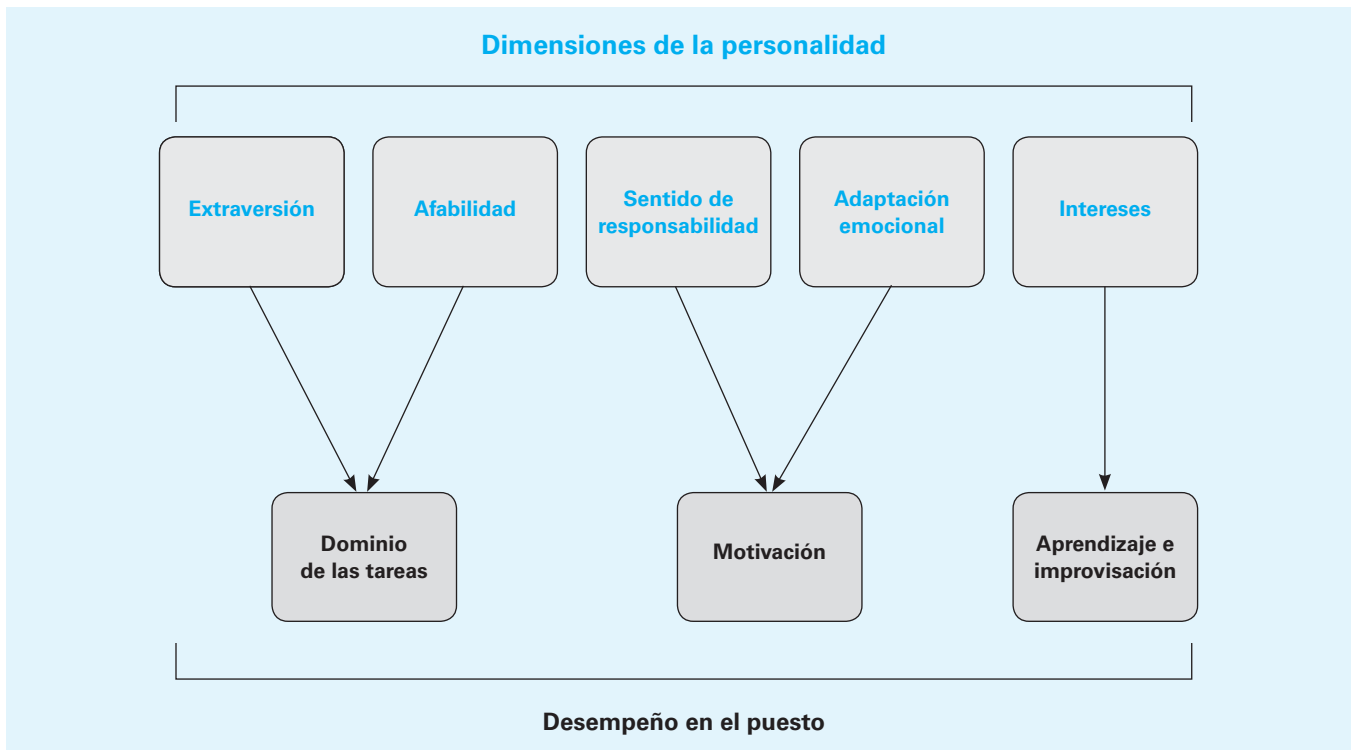 Dimensiones de la personalidad
Extraversión
Afabilidad
Sentido de
responsabilidad
Adaptación
emocional
Intereses
Dominio
de las tareas
Motivación
Aprendizaje e
improvisación
Desempeño en el puesto